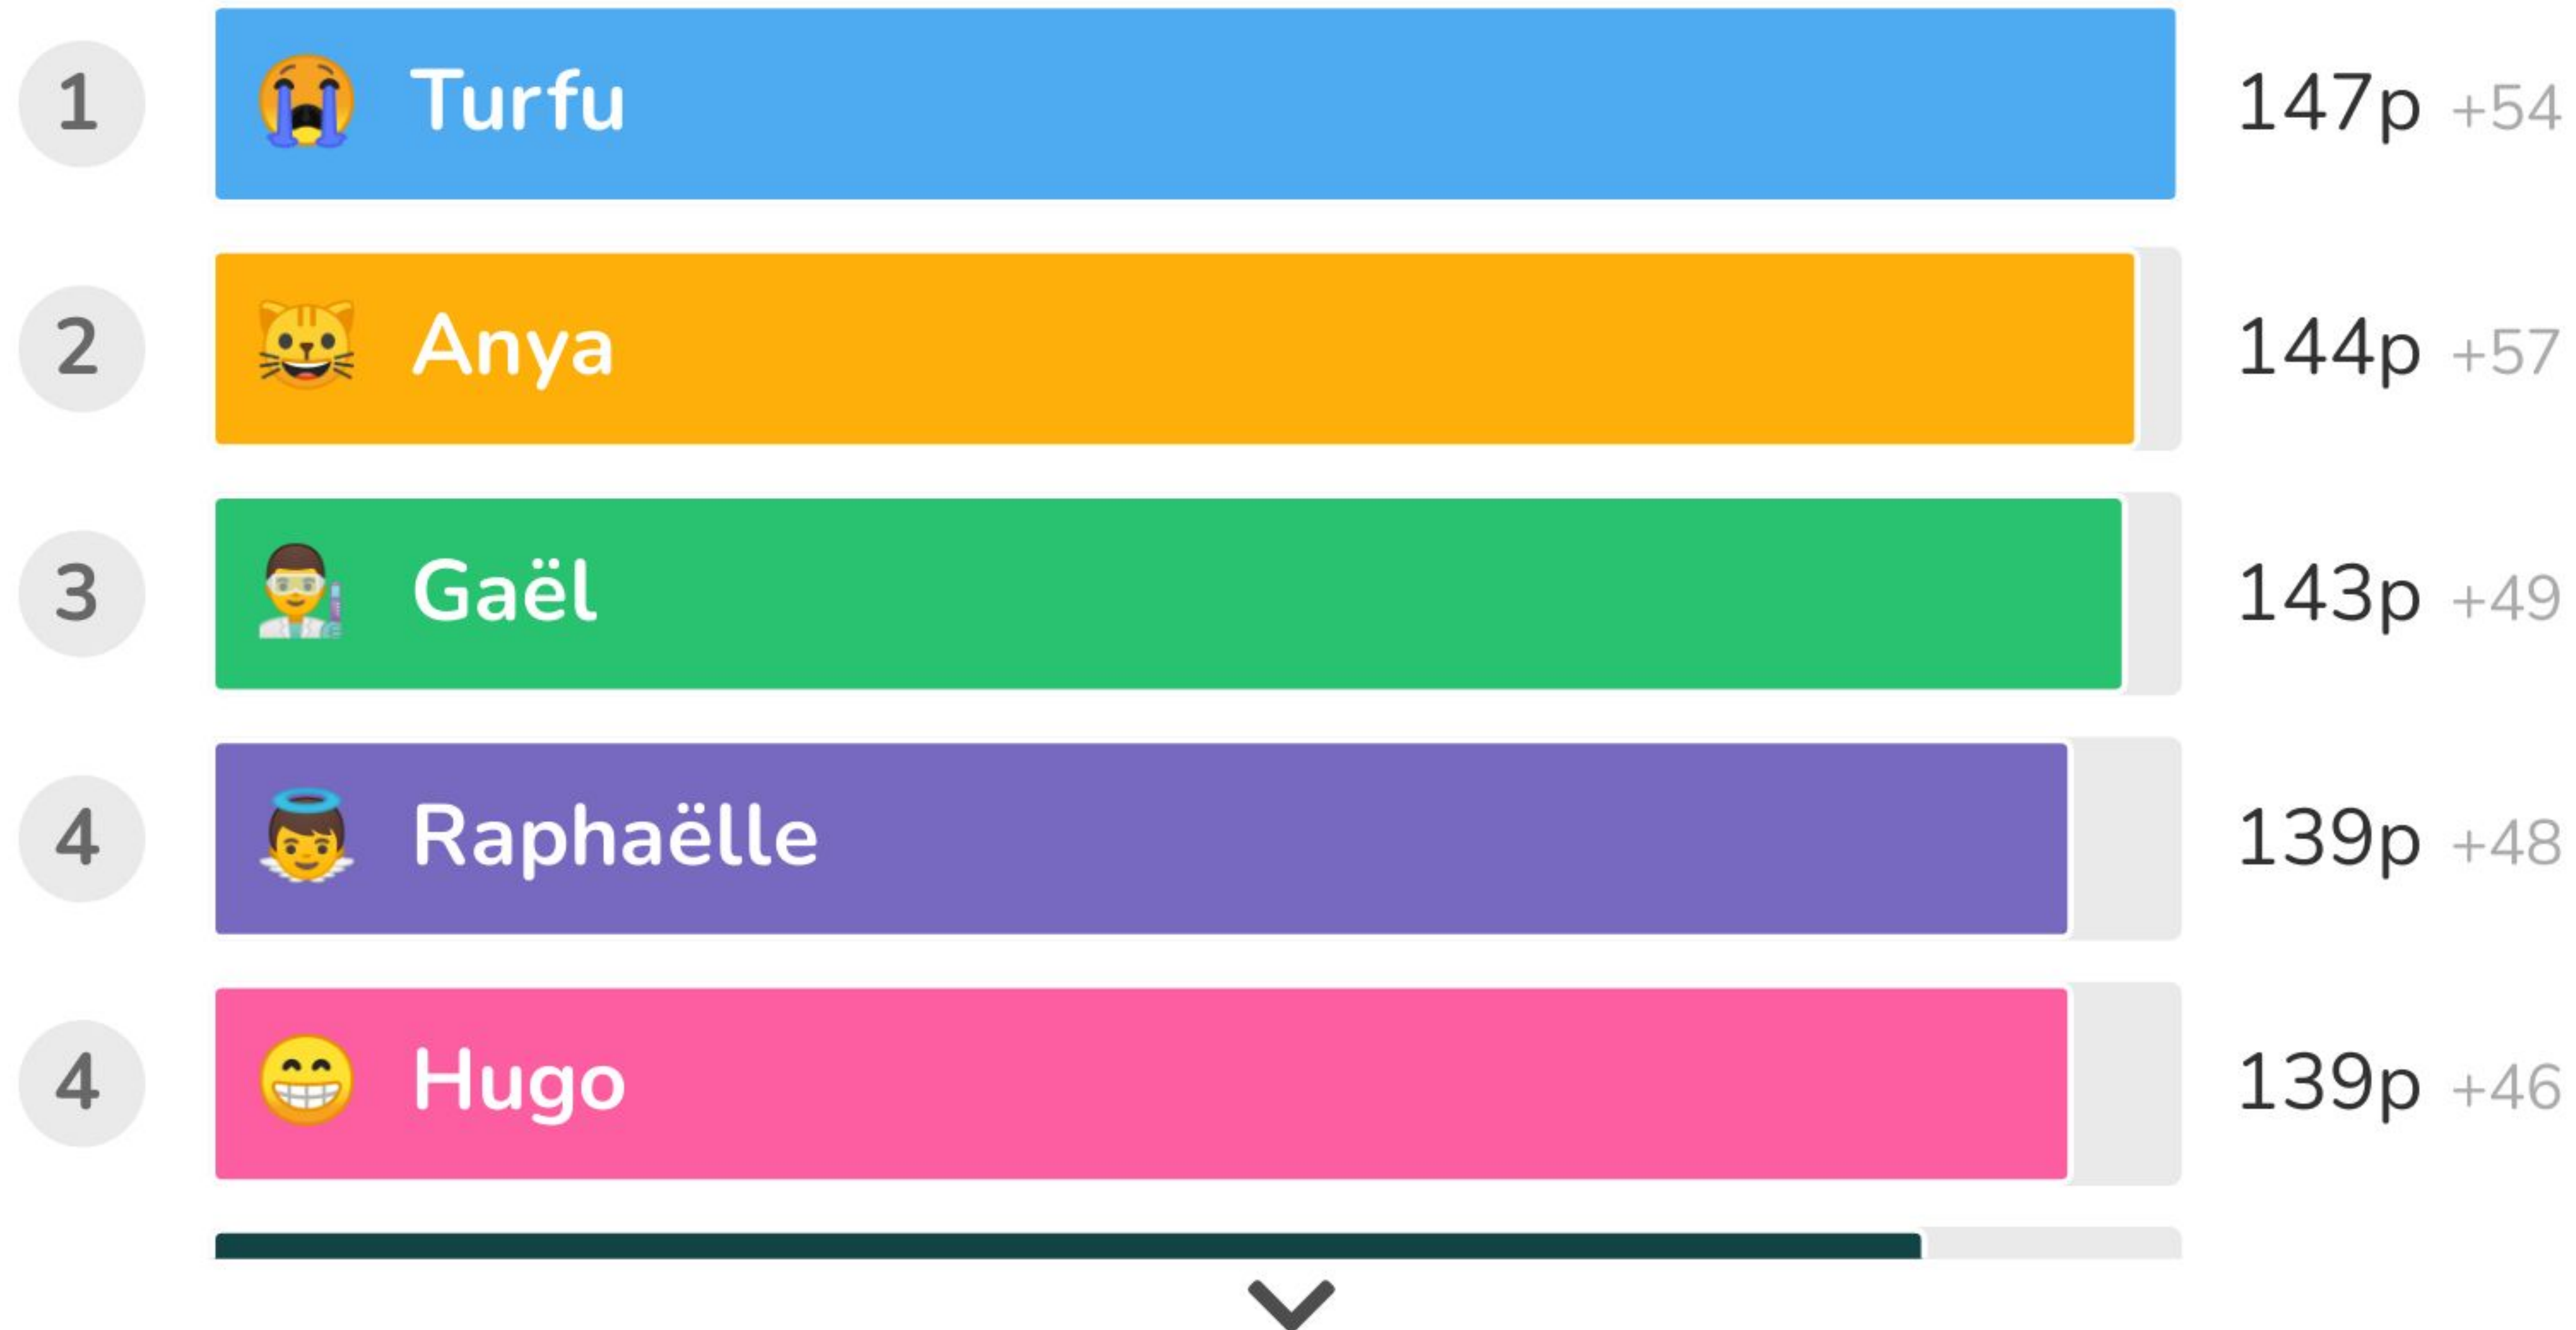 1 Turfu 147p +54
2 Anya 144p +57
3 Gaël 143p +49
4 Raphaëlle 139p +48
4 Hugo 139p +46